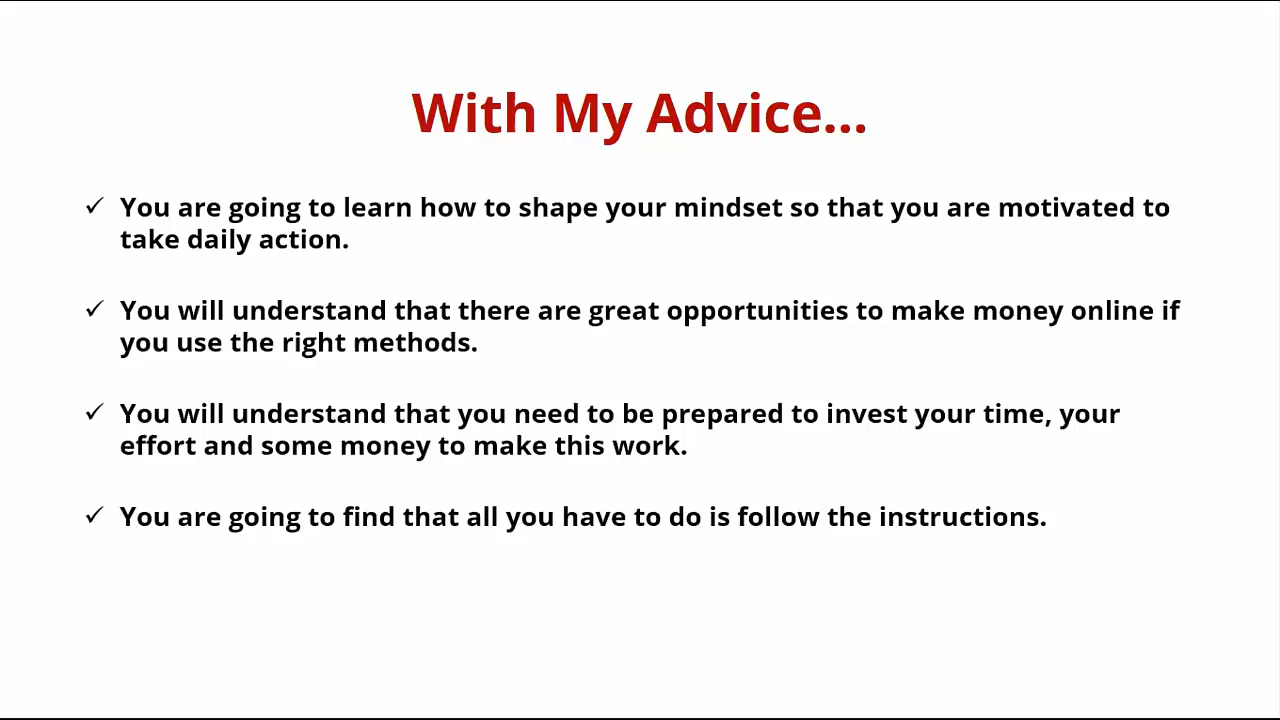 With My Advice...
✓ You are going to learn how to shape your mindset so that you are motivated to
take daily action.
✓ You will understand that there are great opportunities to make money online if
you use the right methods.
✓ You will understand that you need to be prepared to invest your time, your
effort and some money to make this work.
✓ You are going to find that all you have to do is follow the instructions.